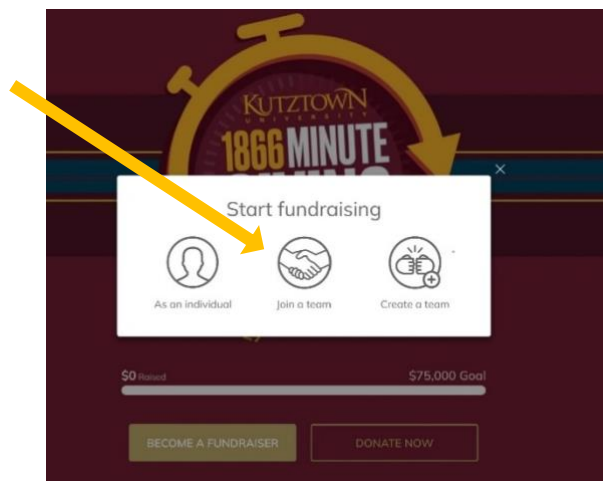 KUTZTOWN
UNIVERSITY
1866 MINUTE
×
Start fundraising
As an individual
Join a team
Create a team
$0 Raised
$75,000 Goal
BECOME A FUNDRAISER
DONATE NOW